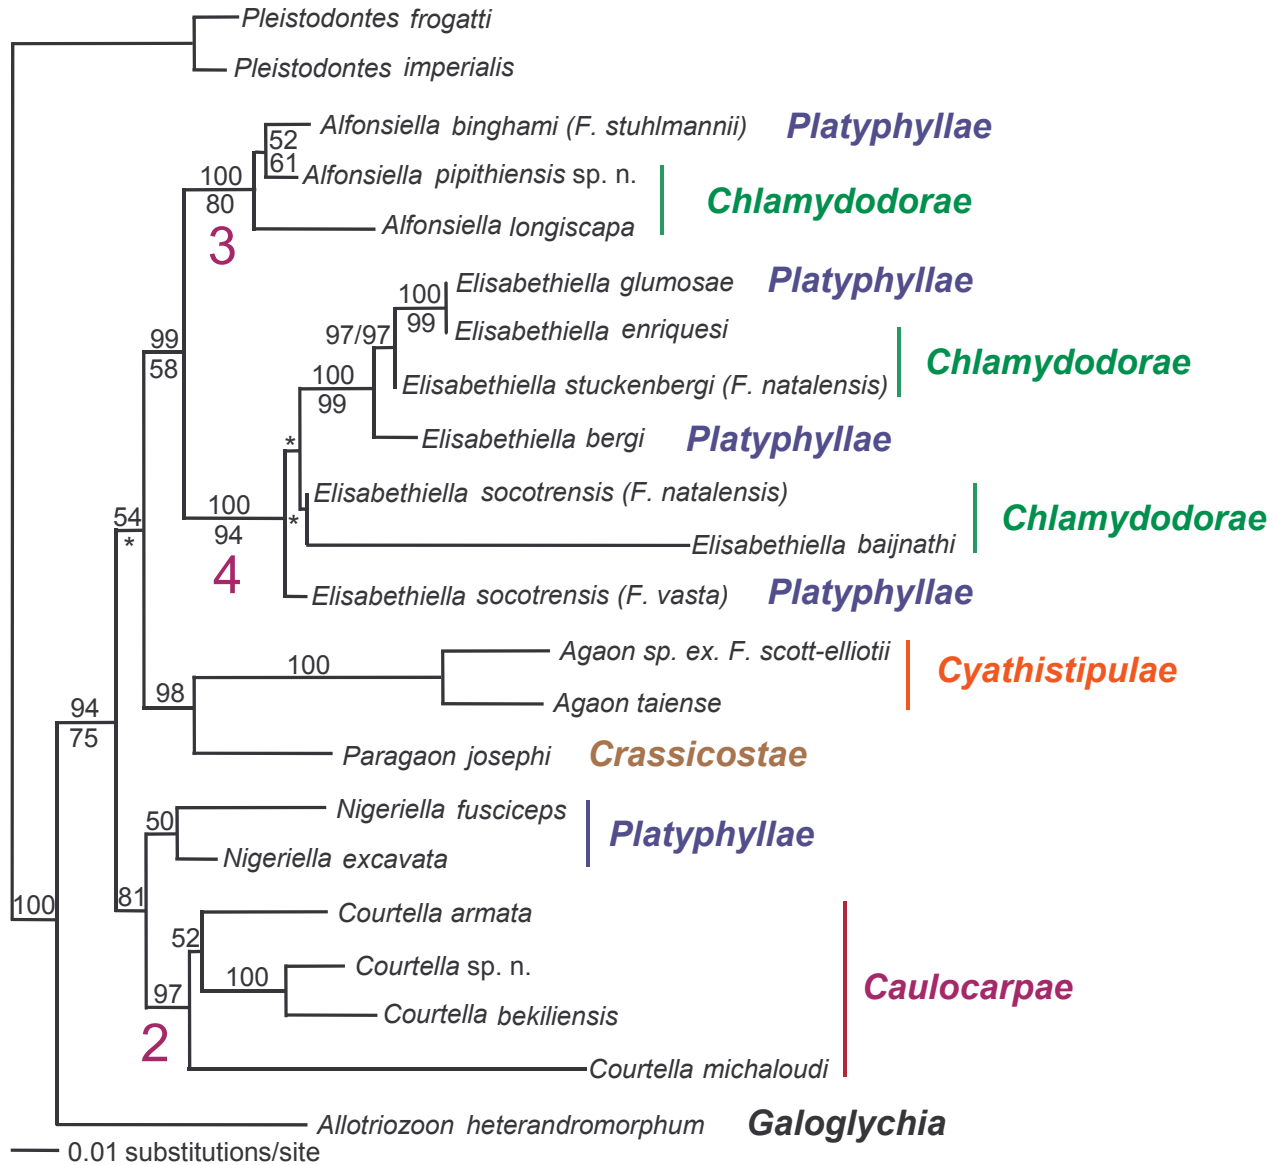 Pleistodontes frogatti
Pleistodontes imperialis
Alfonsiella binghami (F. stuhlmannii) Platyphyllae
52
61
Alfonsiella pipithiensis sp. n.
100
80
3
Chlamydodorae
Alfonsiella longiscapa
Elisabethiella glumosae Platyphyllae
100
99
Elisabethiella enriquesi
97/97
99
58
Chlamydodorae
100
99
Elisabethiella stuckenbergi (F. natalensis)
*
Elisabethiella bergi Platyphyllae
Elisabethiella socotrensis (F. natalensis)
100
94
4
*
Chlamydodorae
54
*
Elisabethiella baijnathi
Elisabethiella socotrensis (F. vasta) Platyphyllae
Agaon sp. ex. F. scott-elliotii
100
Cyathistipulae
98
Agaon taiense
94
75
Paragaon josephi Crassicostae
Nigeriella fusciceps
50
Platyphyllae
Nigeriella excavata
81
100
Courtella armata
52
Courtella sp. n.
100
97
2
Caulocarpae
Courtella bekiliensis
Courtella michaloudi
Allotriozoon heterandromorphum Galoglychia
0.01 substitutions/site